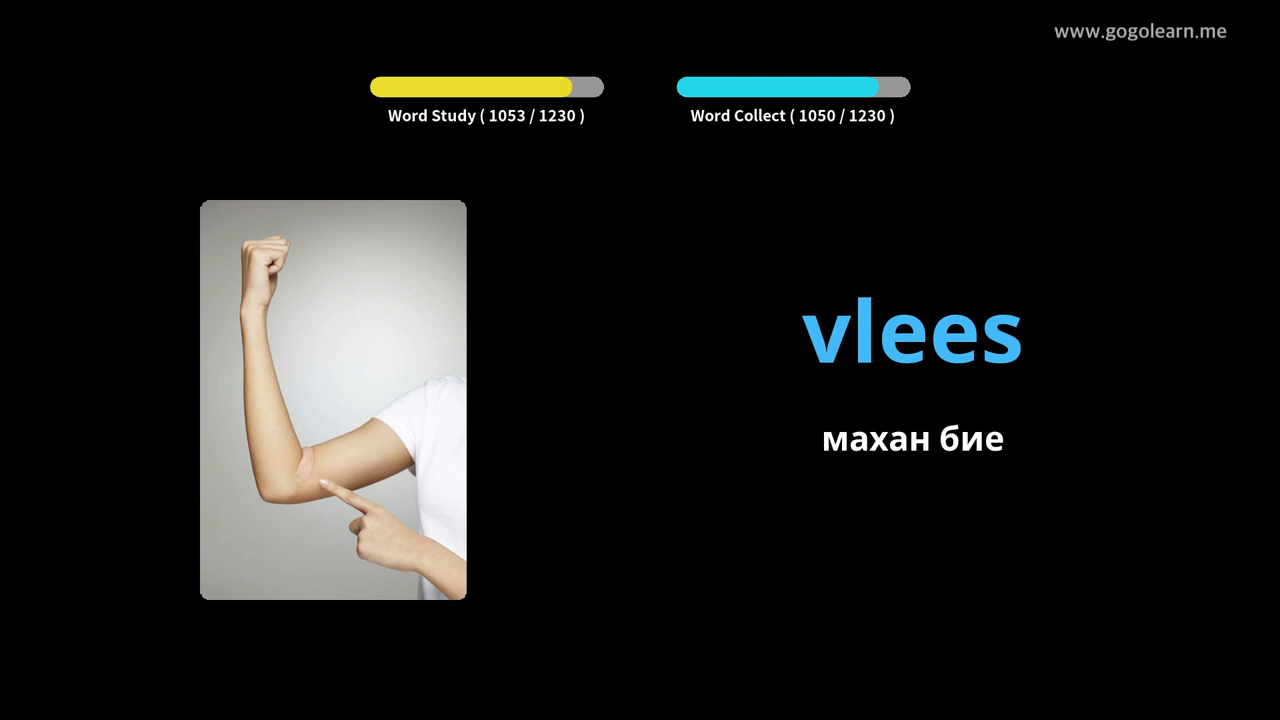 www.gogolearn.me
Word Study ( 1053 / 1230 )
Word Collect ( 1050 / 1230 )
vlees
махан бие